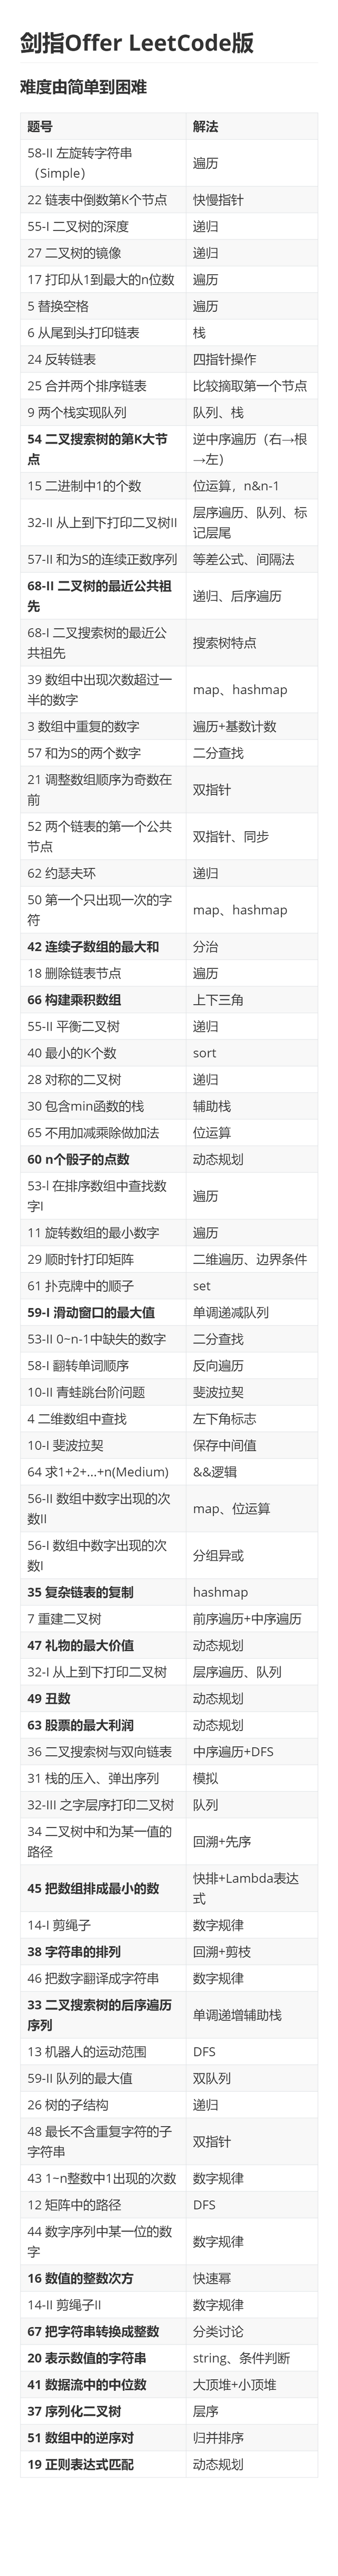 剑指Offer LeetCode版
难度由简单到困难
题号 解法
58-II 左旋转字符串
（Simple） 遍历
22 链表中倒数第K个节点 快慢指针
55-I 二叉树的深度 递归
27 二叉树的镜像 递归
17 打印从1到最大的n位数 遍历
5 替换空格 遍历
6 从尾到头打印链表 栈
24 反转链表 四指针操作
25 合并两个排序链表 比较摘取第一个节点
9 两个栈实现队列 队列、栈
54 二叉搜索树的第K大节
点
逆中序遍历（右→根
→左）
15 二进制中1的个数 位运算，n&n-1
32-II 从上到下打印二叉树II
层序遍历、队列、标
记层尾
57-II 和为S的连续正数序列 等差公式、间隔法
68-II 二叉树的最近公共祖
先
递归、后序遍历
68-I 二叉搜索树的最近公
共祖先
搜索树特点
39 数组中出现次数超过一
半的数字
map、hashmap
3 数组中重复的数字 遍历+基数计数
57 和为S的两个数字 二分查找
21 调整数组顺序为奇数在
前
双指针
52 两个链表的第一个公共
节点
双指针、同步
62 约瑟夫环 递归
50 第一个只出现一次的字
符
map、hashmap
42 连续子数组的最大和 分治
18 删除链表节点 遍历
66 构建乘积数组 上下三角
55-II 平衡二叉树 递归
40 最小的K个数 sort
28 对称的二叉树 递归
30 包含min函数的栈 辅助栈
65 不用加减乘除做加法 位运算
60 n个骰子的点数 动态规划
53-l 在排序数组中查找数
字I
遍历
11 旋转数组的最小数字 遍历
29 顺时针打印矩阵 二维遍历、边界条件
61 扑克牌中的顺子 set
59-I 滑动窗口的最大值 单调递减队列
53-II 0~n-1中缺失的数字 二分查找
58-I 翻转单词顺序 反向遍历
10-II 青蛙跳台阶问题 斐波拉契
4 二维数组中查找 左下角标志
10-I 斐波拉契 保存中间值
64 求1+2+...+n(Medium) &&逻辑
56-II 数组中数字出现的次
数II
map、位运算
56-I 数组中数字出现的次
数I
分组异或
35 复杂链表的复制 hashmap
7 重建二叉树 前序遍历+中序遍历
47 礼物的最大价值 动态规划
32-I 从上到下打印二叉树 层序遍历、队列
49 丑数 动态规划
63 股票的最大利润 动态规划
36 二叉搜索树与双向链表 中序遍历+DFS
31 栈的压入、弹出序列 模拟
32-III 之字层序打印二叉树 队列
34 二叉树中和为某一值的
路径
回溯+先序
45 把数组排成最小的数
快排+Lambda表达
式
14-I 剪绳子 数字规律
38 字符串的排列 回溯+剪枝
46 把数字翻译成字符串 数字规律
33 二叉搜索树的后序遍历
序列
单调递增辅助栈
13 机器人的运动范围 DFS
59-II 队列的最大值 双队列
26 树的子结构 递归
48 最长不含重复字符的子
字符串
双指针
43 1~n整数中1出现的次数 数字规律
12 矩阵中的路径 DFS
44 数字序列中某一位的数
字
数字规律
16 数值的整数次方 快速幂
14-II 剪绳子II 数字规律
67 把字符串转换成整数 分类讨论
20 表示数值的字符串 string、条件判断
41 数据流中的中位数 大顶堆+小顶堆
37 序列化二叉树 层序
51 数组中的逆序对 归并排序
19 正则表达式匹配 动态规划